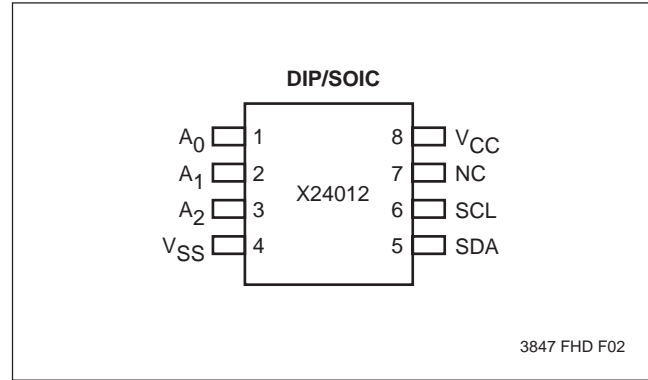 DIP/SOIC
A0 1 8 VCC
A1 2 7 NC
X24012
A2 3 6 SCL
VSS 4 5 SDA
3847 FHD F02